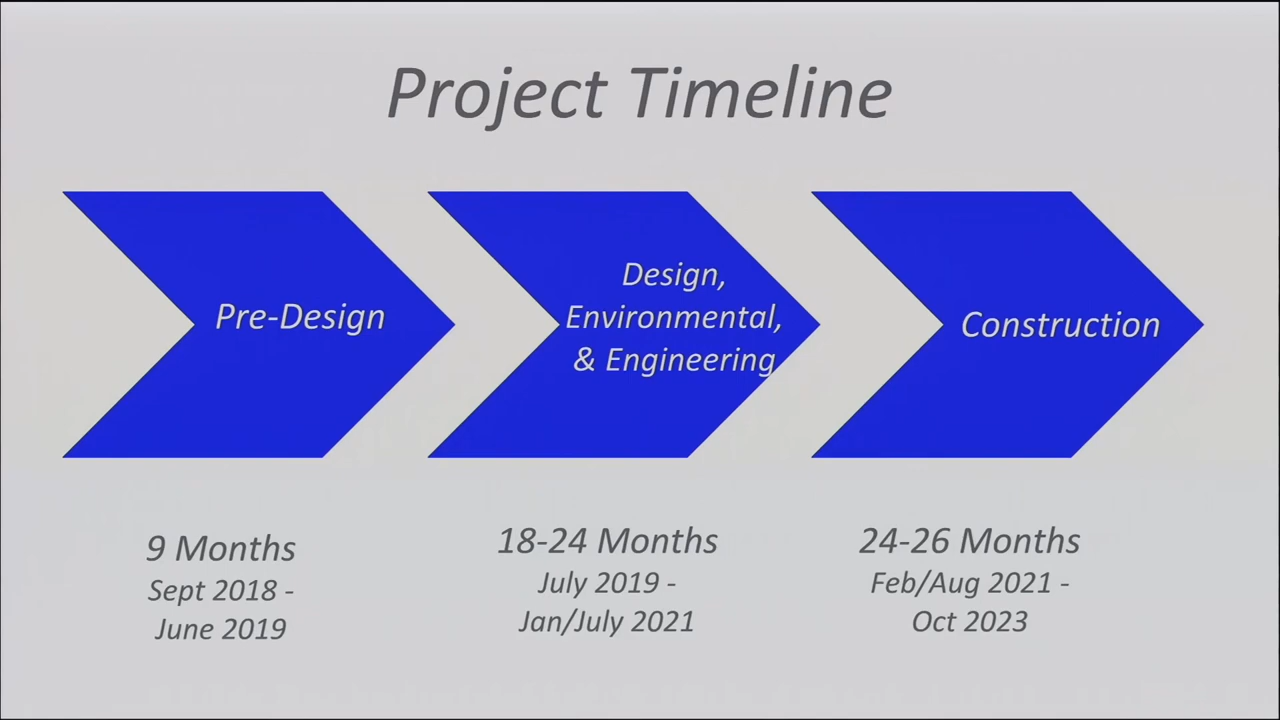 Project Timeline
Pre-Design
Design,
Environmental,
& Engineering
Construction
9 Months
Sept 2018 -
June 2019
18-24 Months
July 2019 -
Jan/July 2021
24-26 Months
Feb/Aug 2021 -
Oct 2023